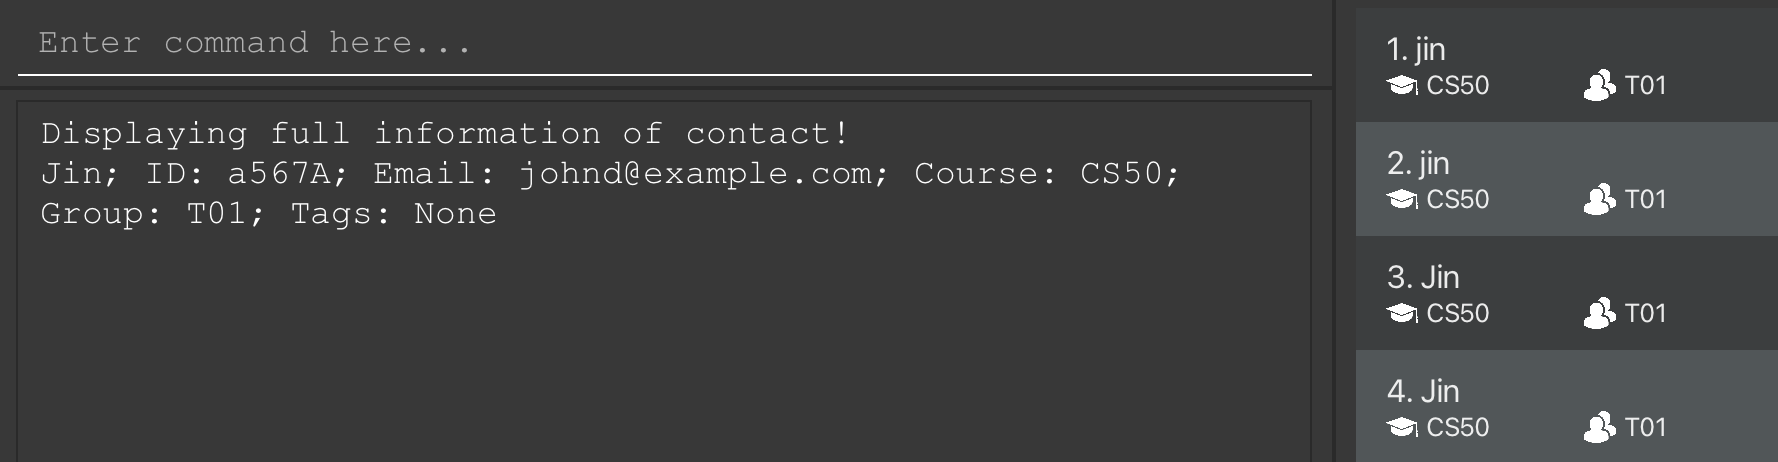 Enter command here...
Displaying full information of contact!
Jin; ID: a567A; Email: johnd@example.com; Course: CS50;
Group: T01; Tags: None
1. jin
CS50 T01
2. jin
CS50 T01
3. Jin
CS50 T01
4. Jin
CS50 T01